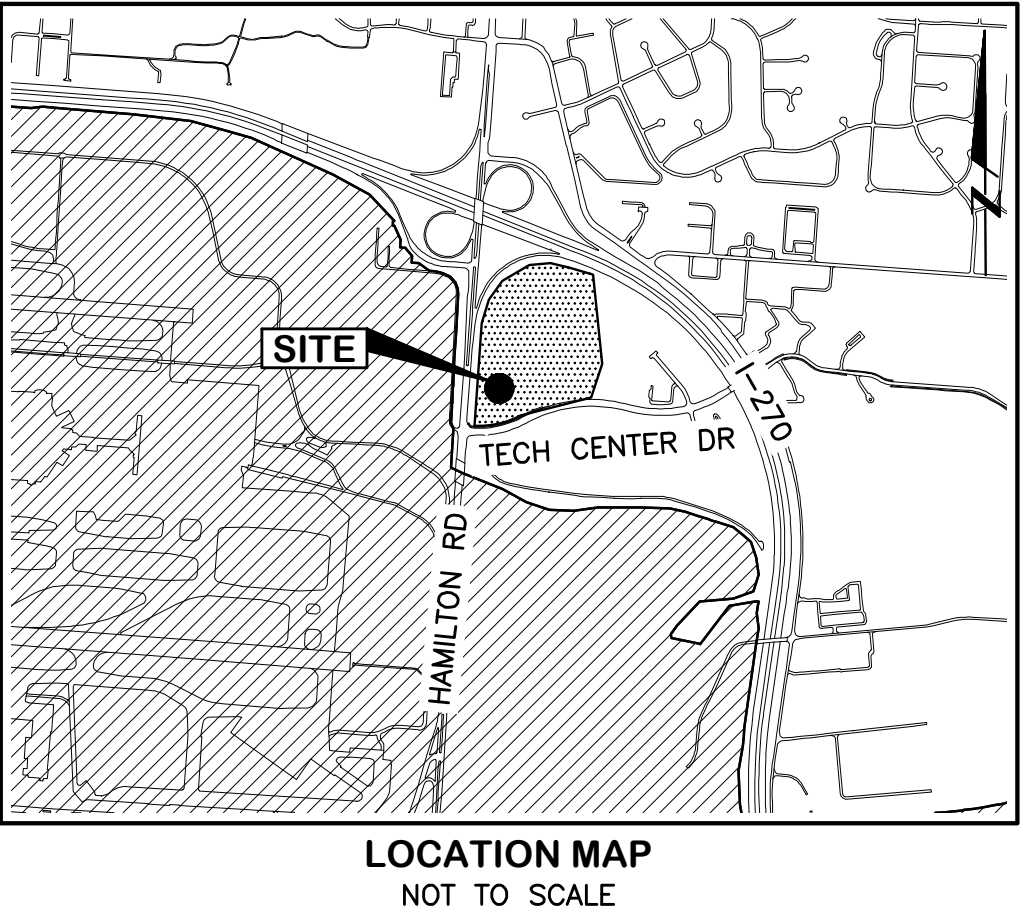 SITE
I-270
TECH CENTER DR
HAMILTON RD
LOCATION MAP
NOT TO SCALE